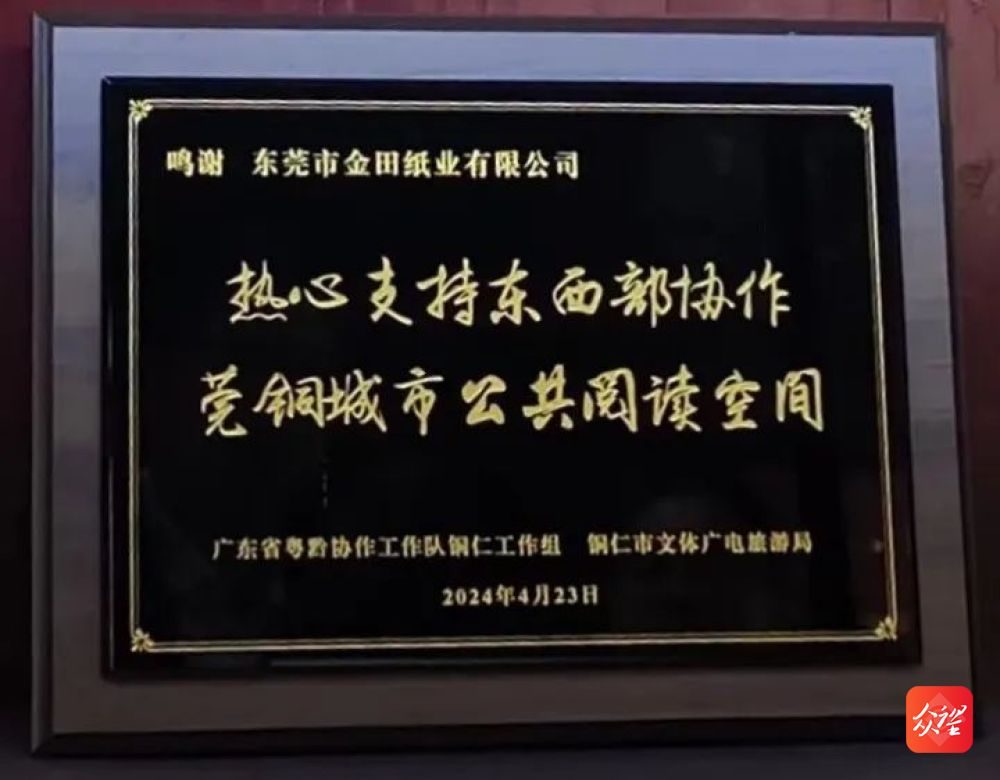 鸣谢 东莞市金田纸业有限公司
热心支持东西部协作
莞铜城市公共阅读空间
广东省粤黔协作工作队铜仁工作组 铜仁市文体广电旅游局
2024年4月23日
众望